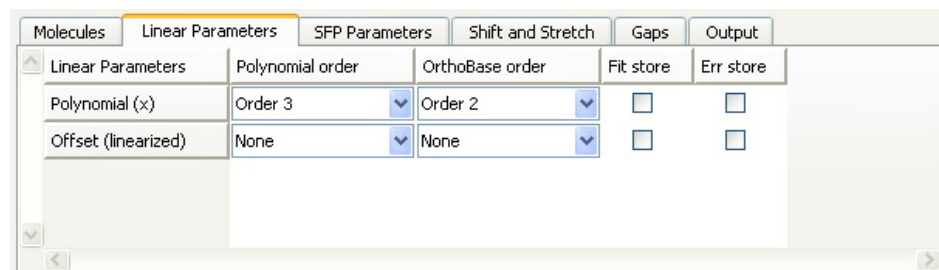 Molecules Linear Parameters SFP Parameters Shift and Stretch Gaps Output
Linear Parameters Polynomial order OrthoBase order Fit store Err store
Polynomial (x) Order 3 Order 2
Offset (linearized) None None